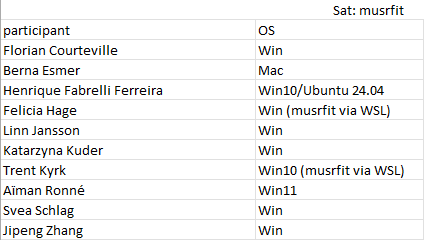 Sat: musrfit
participant OS
Florian Courteville Win
Berna Esmer Mac
Henrique Fabrelli Ferreira Win10/Ubuntu 24.04
Felicia Hage Win (musrfit via WSL)
Linn Jansson Win
Katarzyna Kuder Win
Trent Kyrk Win10 (musrfit via WSL)
Aïman Ronné Win11
Svea Schlag Win
Jipeng Zhang Win